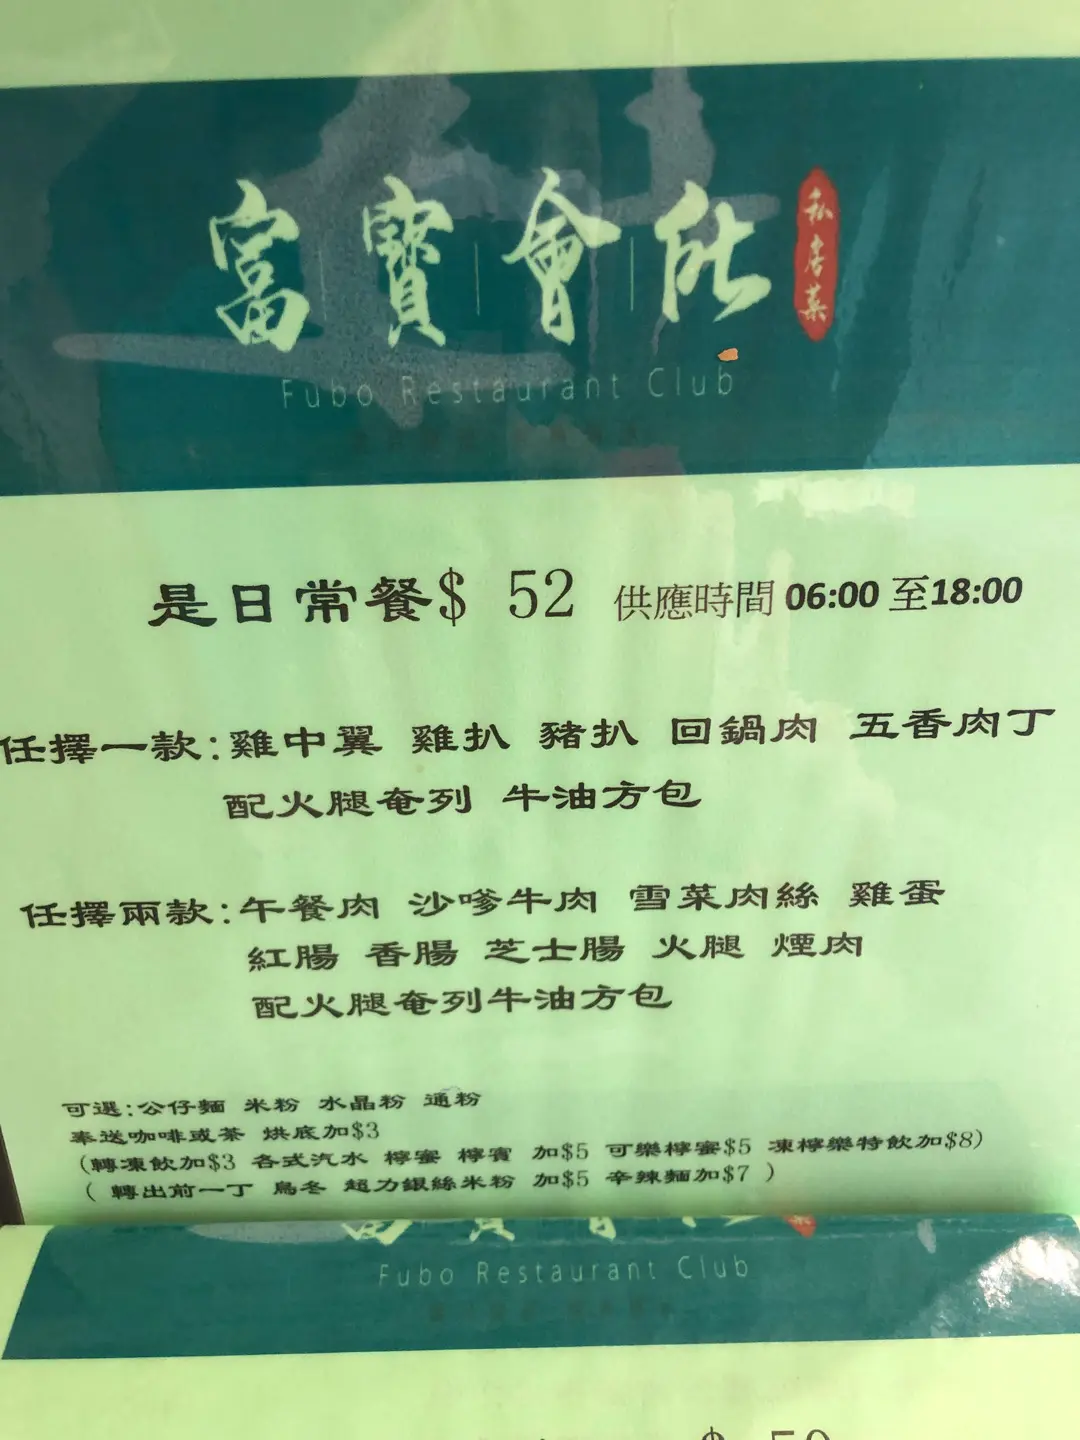 富寶會所
私房菜
Fubo Restaurant Club
是日常餐$ 52 供應時間 06:00 至18:00
任擇一款:雞中翼 雞扒 豬扒 回鍋肉 五香肉丁
配火腿奄列 牛油方包
任擇兩款:午餐肉 沙嗲牛肉 雪菜肉絲 雞蛋
紅腸 香腸 芝士腸 火腿 煙肉
配火腿奄列牛油方包
可選:公仔麵 米粉 水晶粉 通粉
奉送咖啡或茶 烘底加$3
(轉凍飲加$3 各式汽水 檸蜜 檸賓 加$5 可樂檸蜜$5 凍檸樂特飲加$8)
( 轉出前一丁 烏冬 超力銀絲米粉 加$5 辛辣麵加$7 )
Fubo Restaurant Club